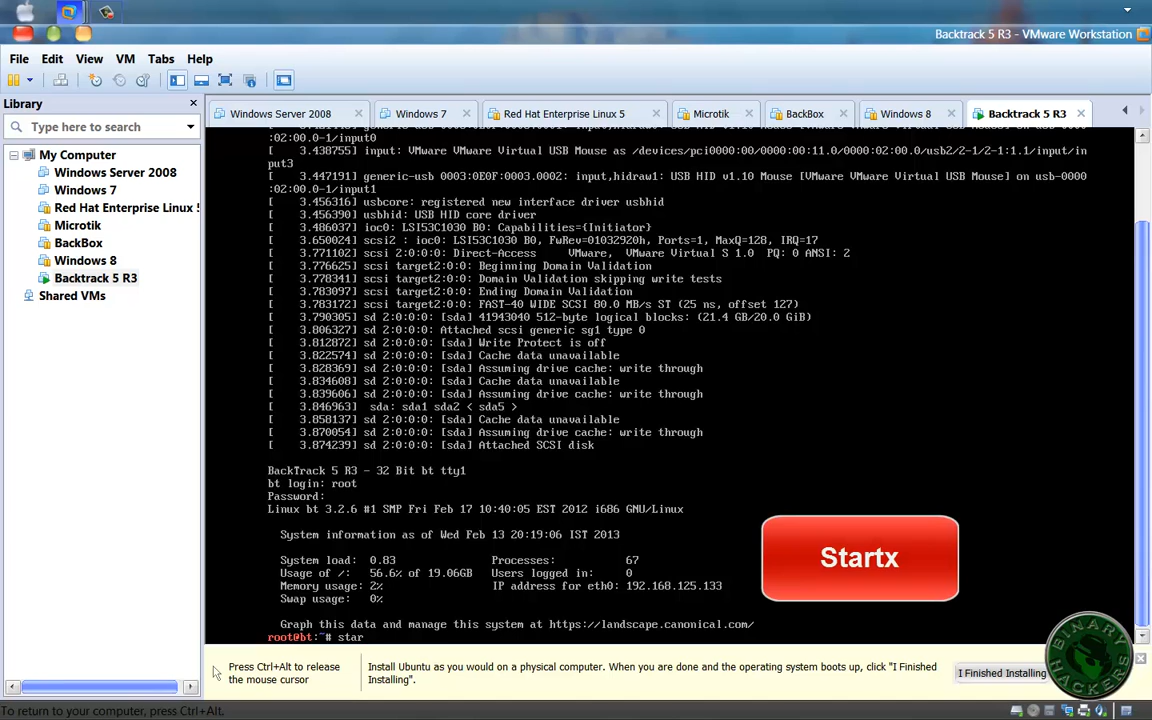 Backtrack 5 R3 - VMware Workstation
File Edit View VM Tabs Help
Library
Type here to search
My Computer
Windows Server 2008
Windows 7
Red Hat Enterprise Linux 5
Microtik
BackBox
Windows 8
Backtrack 5 R3
Shared VMs
Windows Server 2008 Windows 7 Red Hat Enterprise Linux 5 Microtik BackBox Windows 8 Backtrack 5 R3
:02:00.0-1/input0
[    3.438755] input: VMware VMware Virtual USB Mouse as /devices/pci0000:00/0000:00:11.0/0000:02:00.0/usb2/2-1/2-1:1.1/input/in
put3
[    3.447191] generic-usb 0003:0E0F:0003.0002: input,hidraw1: USB HID v1.10 Mouse [VMware VMware Virtual USB Mouse] on usb-0000
:02:00.0-1/input1
[    3.456316] usbcore: registered new interface driver usbhid
[    3.456390] usbhid: USB HID core driver
[    3.486037] ioc0: LSI53C1030 B0: Capabilities={Initiator}
[    3.650024] scsi2 : ioc0: LSI53C1030 B0, FwRev=01032920h, Ports=1, MaxQ=128, IRQ=17
[    3.771102] scsi 2:0:0:0: Direct-Access     VMware,  VMware Virtual S 1.0  PQ: 0 ANSI: 2
[    3.776625] scsi target2:0:0: Beginning Domain Validation
[    3.778341] scsi target2:0:0: Domain Validation skipping write tests
[    3.783097] scsi target2:0:0: Ending Domain Validation
[    3.783172] scsi target2:0:0: FAST-40 WIDE SCSI 80.0 MB/s ST (25 ns, offset 127)
[    3.790305] sd 2:0:0:0: [sda] 41943040 512-byte logical blocks: (21.4 GB/20.0 GiB)
[    3.806327] sd 2:0:0:0: Attached scsi generic sg1 type 0
[    3.812872] sd 2:0:0:0: [sda] Write Protect is off
[    3.822574] sd 2:0:0:0: [sda] Cache data unavailable
[    3.828369] sd 2:0:0:0: [sda] Assuming drive cache: write through
[    3.834608] sd 2:0:0:0: [sda] Cache data unavailable
[    3.839606] sd 2:0:0:0: [sda] Assuming drive cache: write through
[    3.846963]  sda: sda1 sda2 < sda5 >
[    3.858137] sd 2:0:0:0: [sda] Cache data unavailable
[    3.870054] sd 2:0:0:0: [sda] Assuming drive cache: write through
[    3.874239] sd 2:0:0:0: [sda] Attached SCSI disk
BackTrack 5 R3 - 32 Bit bt tty1
bt login: root
Password:
Linux bt 3.2.6 #1 SMP Fri Feb 17 10:40:05 EST 2012 i686 GNU/Linux
System information as of Wed Feb 13 20:19:06 IST 2013
System load:  0.83              Processes:           67
Usage of /:   56.6% of 19.06GB  Users logged in:     0
Memory usage: 2%                IP address for eth0: 192.168.125.133
Swap usage:   0%
Graph this data and manage this system at https://landscape.canonical.com/
root@bt:~# star
Startx
Press Ctrl+Alt to release
the mouse cursor
Install Ubuntu as you would on a physical computer. When you are done and the operating system boots up, click "I Finished
Installing".
I Finished Installing
BINARY
HACKERS
To return to your computer, press Ctrl+Alt.